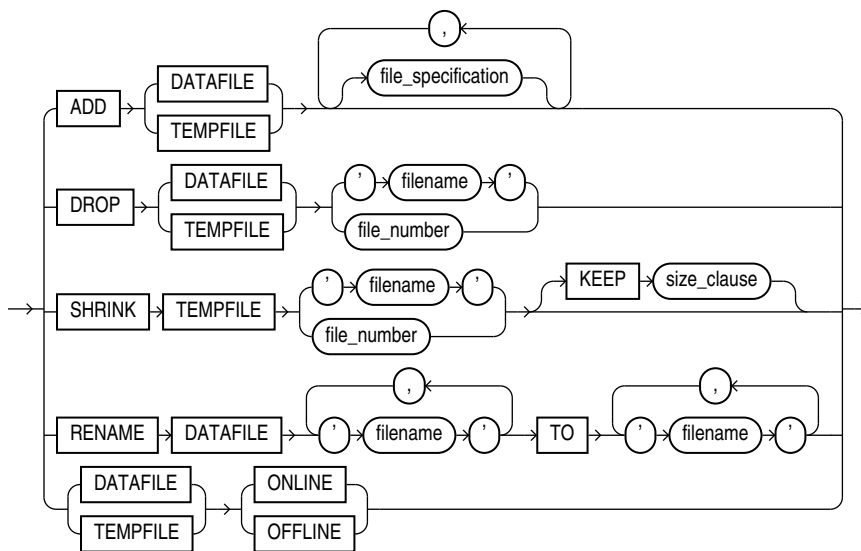 ,
DATAFILE file_specification
ADD
TEMPFILE
DATAFILE ’ filename ’
DROP
TEMPFILE file_number
KEEP size_clause
’ filename ’
SHRINK TEMPFILE
file_number
, ,
RENAME DATAFILE ’ filename ’ TO ’ filename ’
DATAFILE ONLINE
TEMPFILE OFFLINE